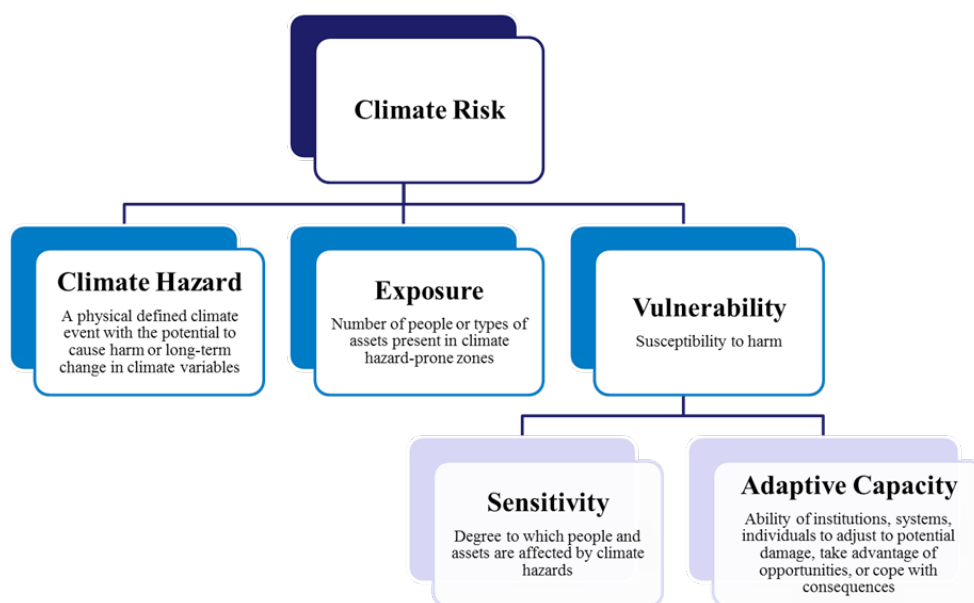 Climate Risk
Climate Hazard
A physical defined climate
event with the potential to
cause harm or long-term
change in climate variables
Exposure
Number of people or types of
assets present in climate
hazard-prone zones
Vulnerability
Susceptibility to harm
Sensitivity
Degree to which people and
assets are affected by climate
hazards
Adaptive Capacity
Ability of institutions, systems,
individuals to adjust to potential
damage, take advantage of
opportunities, or cope with
consequences